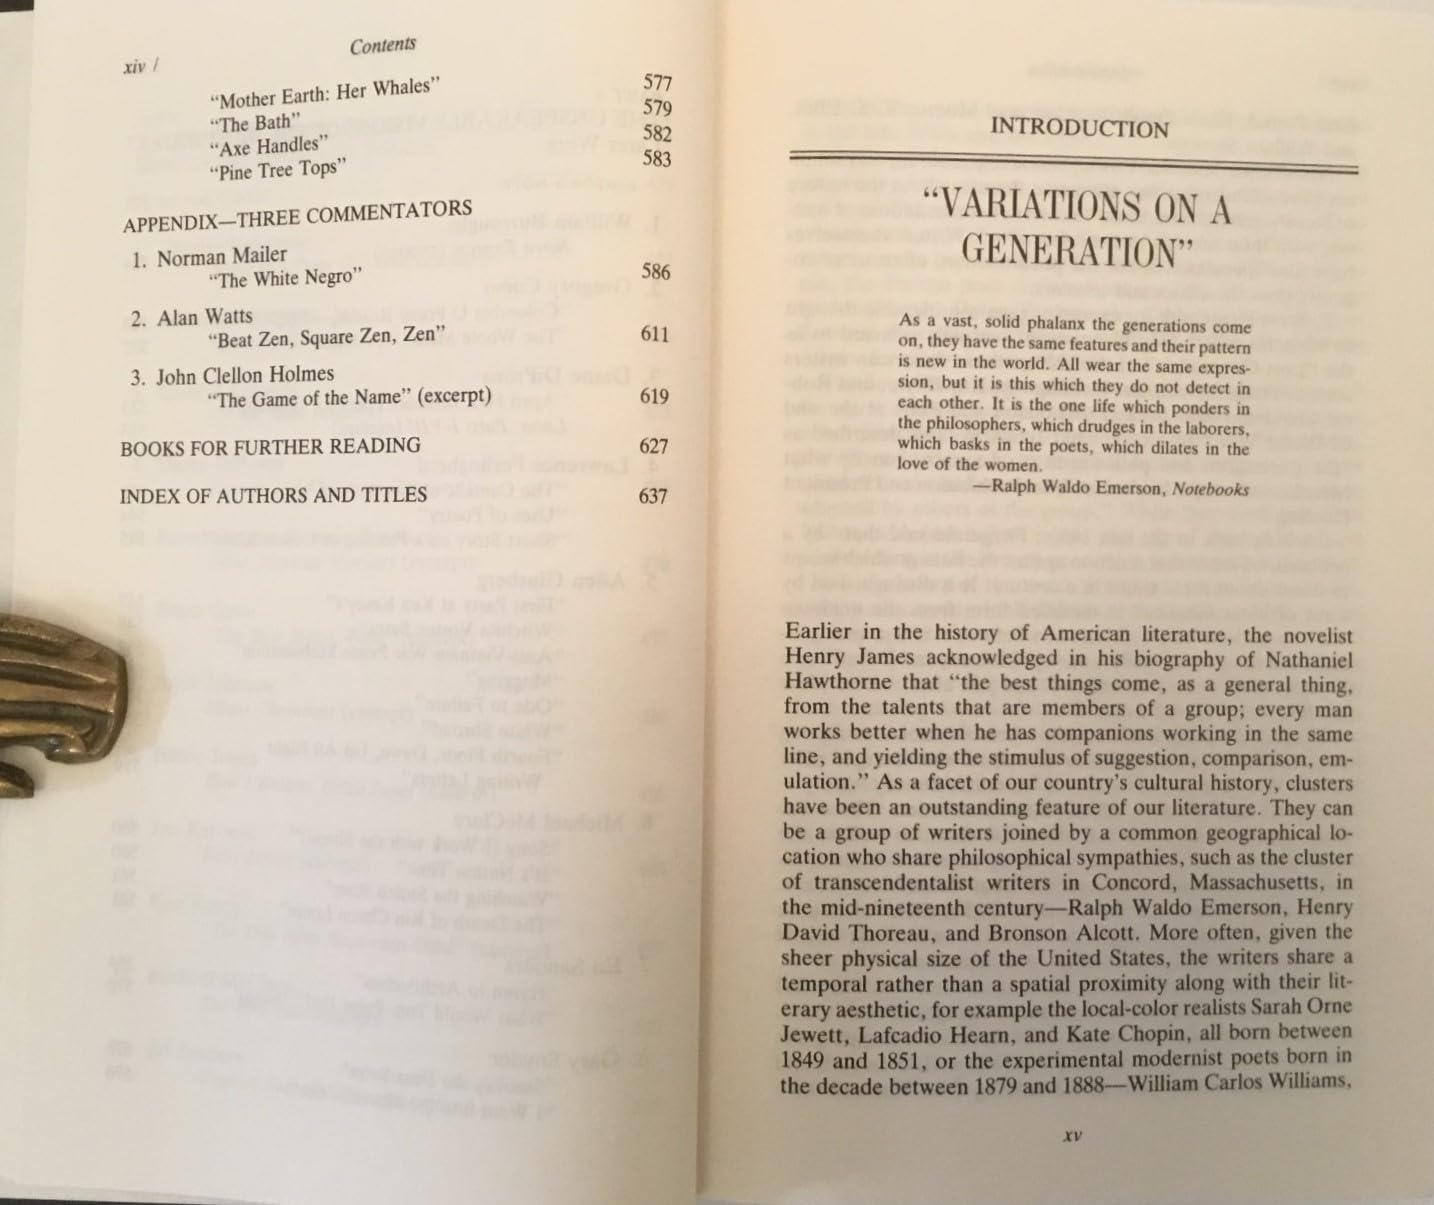 Contents
xiv /
“Mother Earth: Her Whales” 577
“The Bath” 579
“Axe Handles” 582
“Pine Tree Tops” 583
APPENDIX—THREE COMMENTATORS
1. Norman Mailer
“The White Negro” 586
2. Alan Watts
“Beat Zen, Square Zen, Zen” 611
3. John Clellon Holmes
“The Game of the Name” (excerpt) 619
BOOKS FOR FURTHER READING 627
INDEX OF AUTHORS AND TITLES 637
INTRODUCTION
“VARIATIONS ON A
GENERATION”
As a vast, solid phalanx the generations come
on, they have the same features and their pattern
is new in the world. All wear the same expres-
sion, but it is this which they do not detect in
each other. It is the one life which ponders in
the philosophers, which drudges in the laborers,
which basks in the poets, which dilates in the
love of the women.
—Ralph Waldo Emerson, Notebooks
Earlier in the history of American literature, the novelist
Henry James acknowledged in his biography of Nathaniel
Hawthorne that “the best things come, as a general thing,
from the talents that are members of a group; every man
works better when he has companions working in the same
line, and yielding the stimulus of suggestion, comparison, em-
ulation.” As a facet of our country’s cultural history, clusters
have been an outstanding feature of our literature. They can
be a group of writers joined by a common geographical lo-
cation who share philosophical sympathies, such as the cluster
of transcendentalist writers in Concord, Massachusetts, in
the mid-nineteenth century—Ralph Waldo Emerson, Henry
David Thoreau, and Bronson Alcott. More often, given the
sheer physical size of the United States, the writers share a
temporal rather than a spatial proximity along with their lit-
erary aesthetic, for example the local-color realists Sarah Orne
Jewett, Lafcadio Hearn, and Kate Chopin, all born between
1849 and 1851, or the experimental modernist poets born in
the decade between 1879 and 1888—William Carlos Williams,
xv